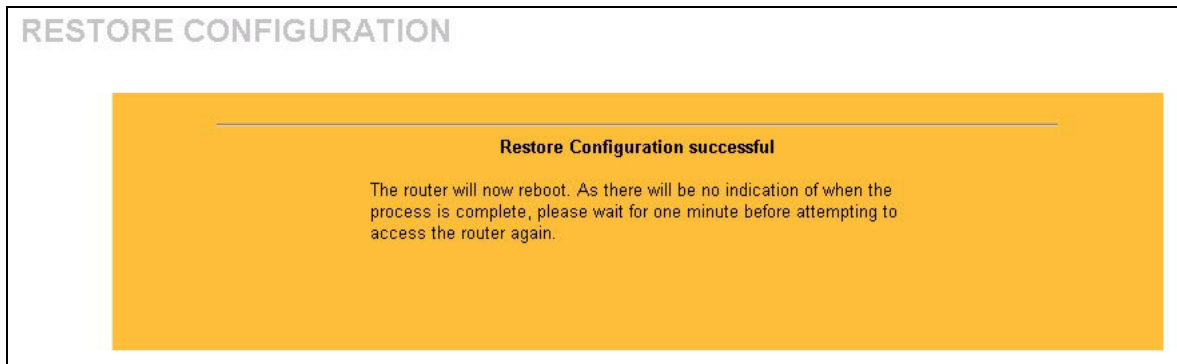 RESTORE CONFIGURATION
Restore Configuration successful
The router will now reboot. As there will be no indication of when the
process is complete, please wait for one minute before attempting to
access the router again.